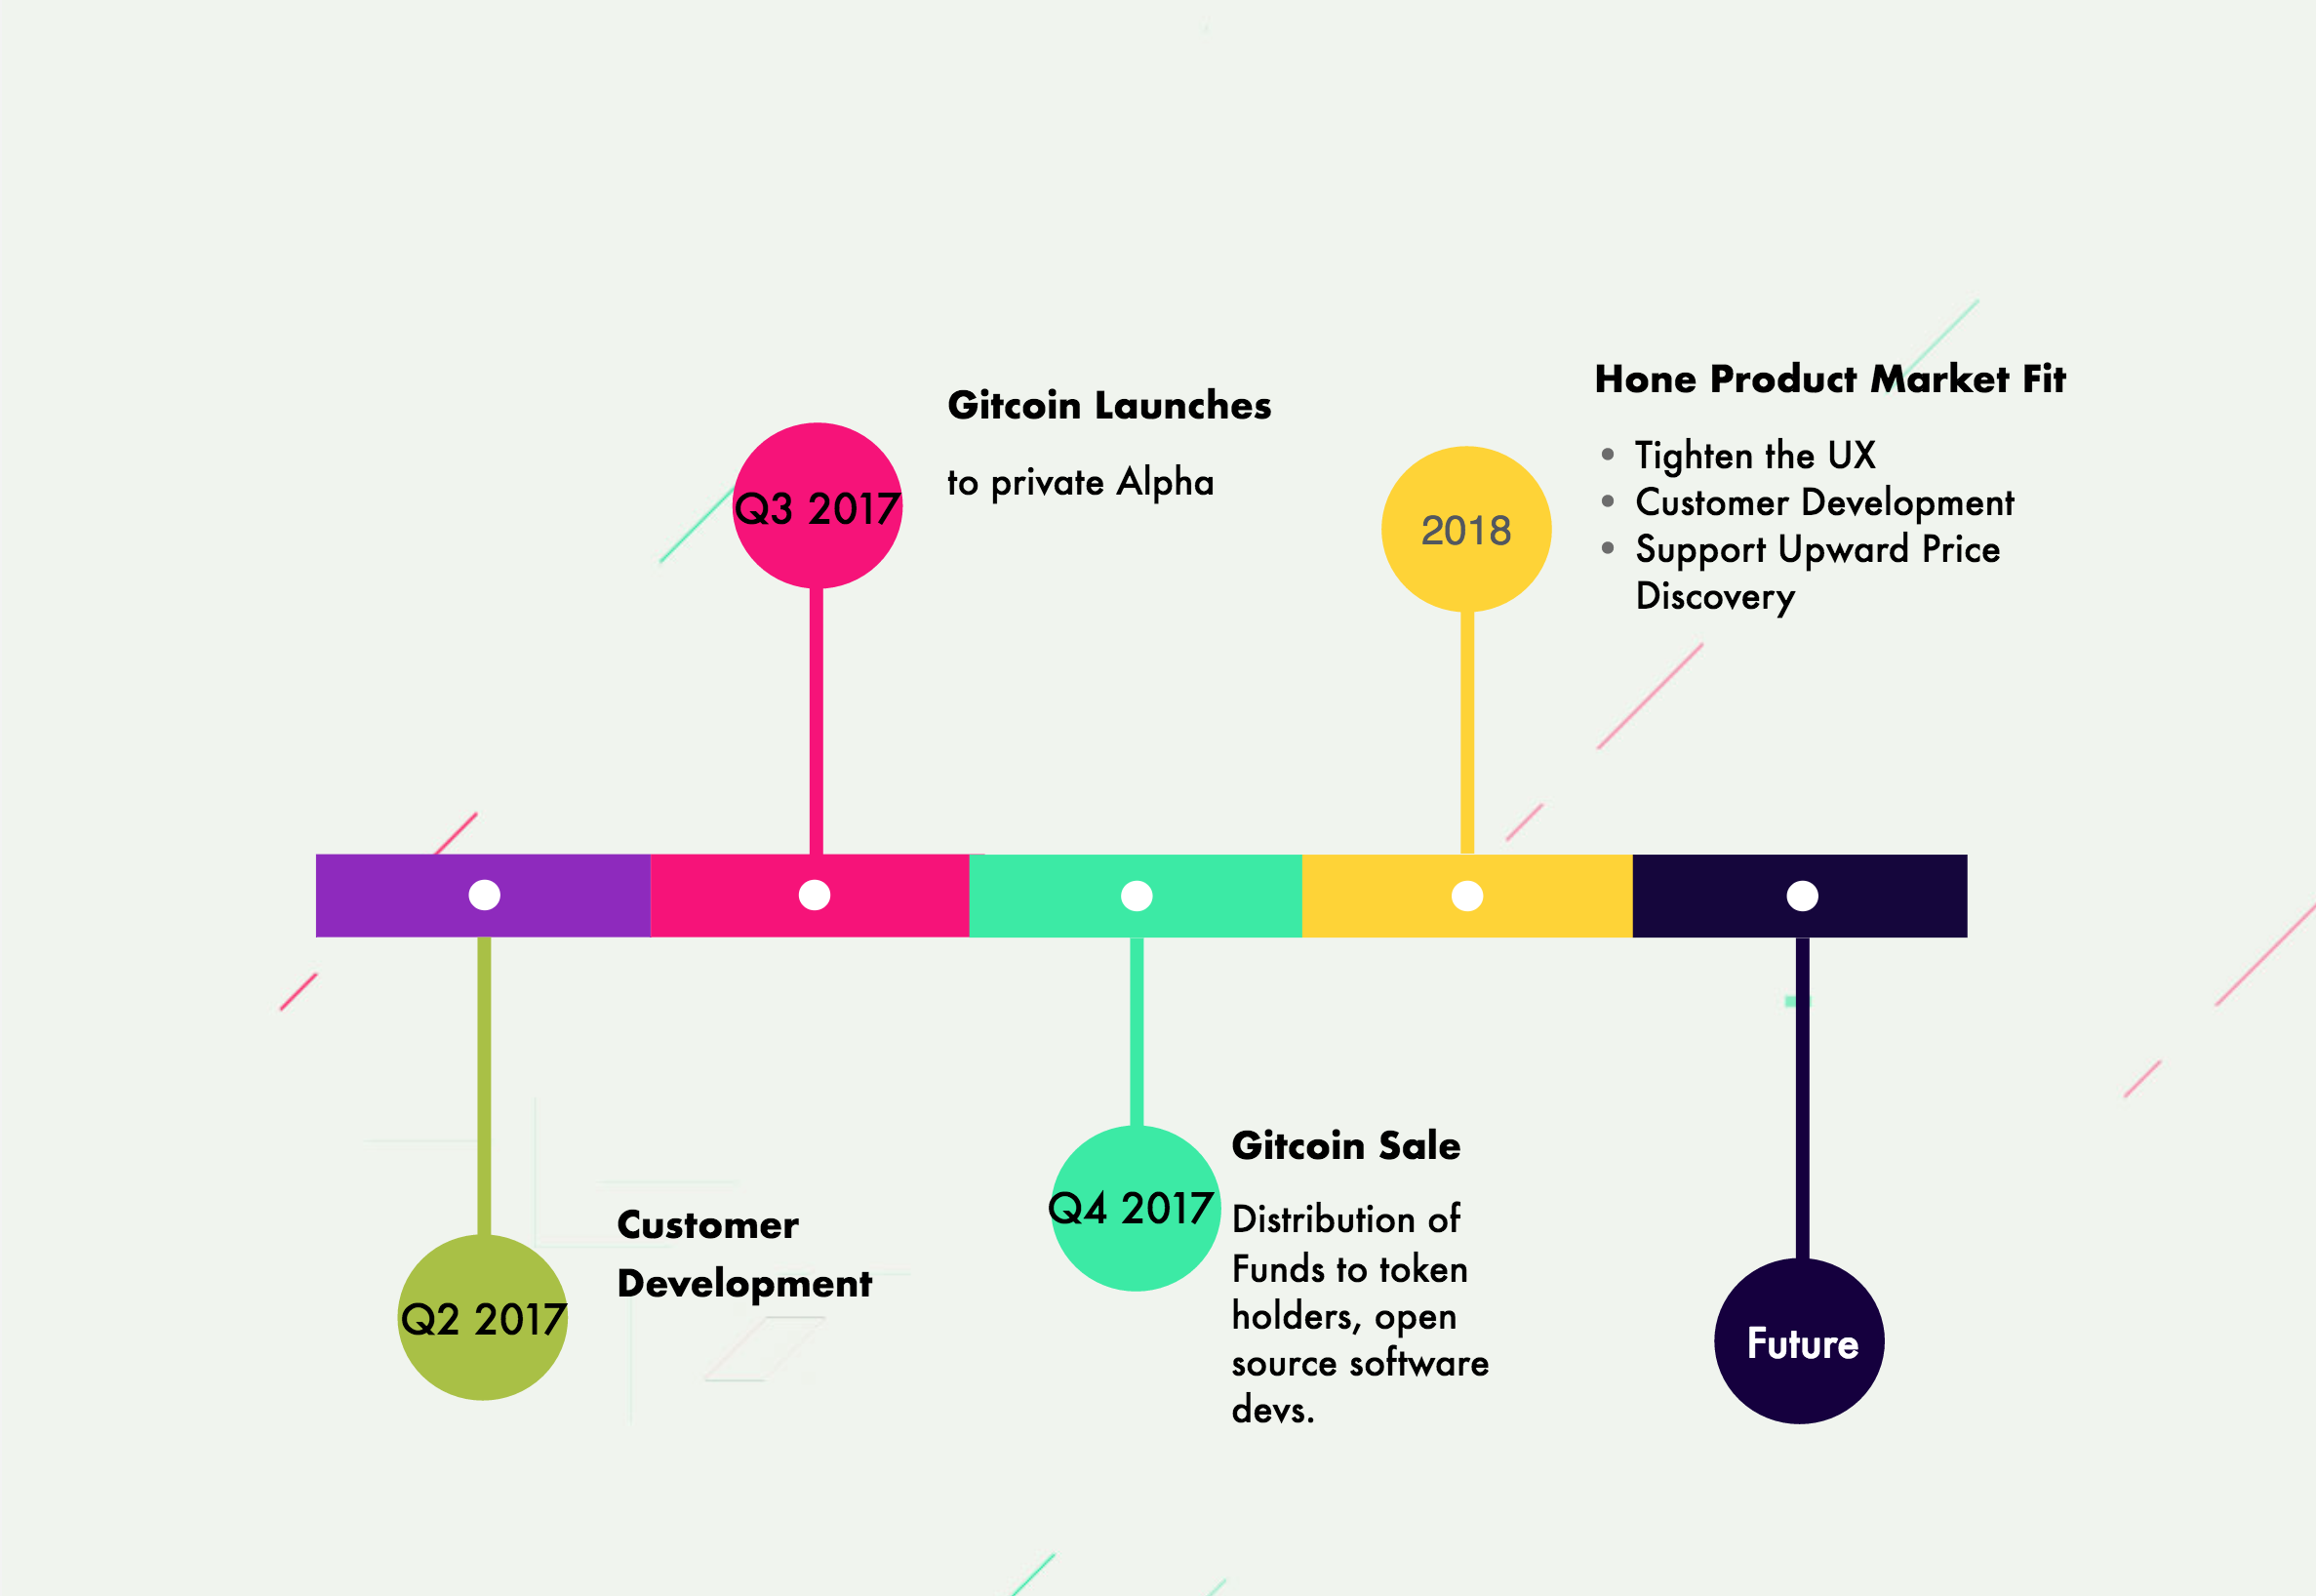 Q2 2017
Customer
Development
Q3 2017
Gitcoin Launches
to private Alpha
Q4 2017
Gitcoin Sale
Distribution of
Funds to token
holders, open
source software
devs.
2018
Hone Product Market Fit
• Tighten the UX
• Customer Development
• Support Upward Price
Discovery
Future